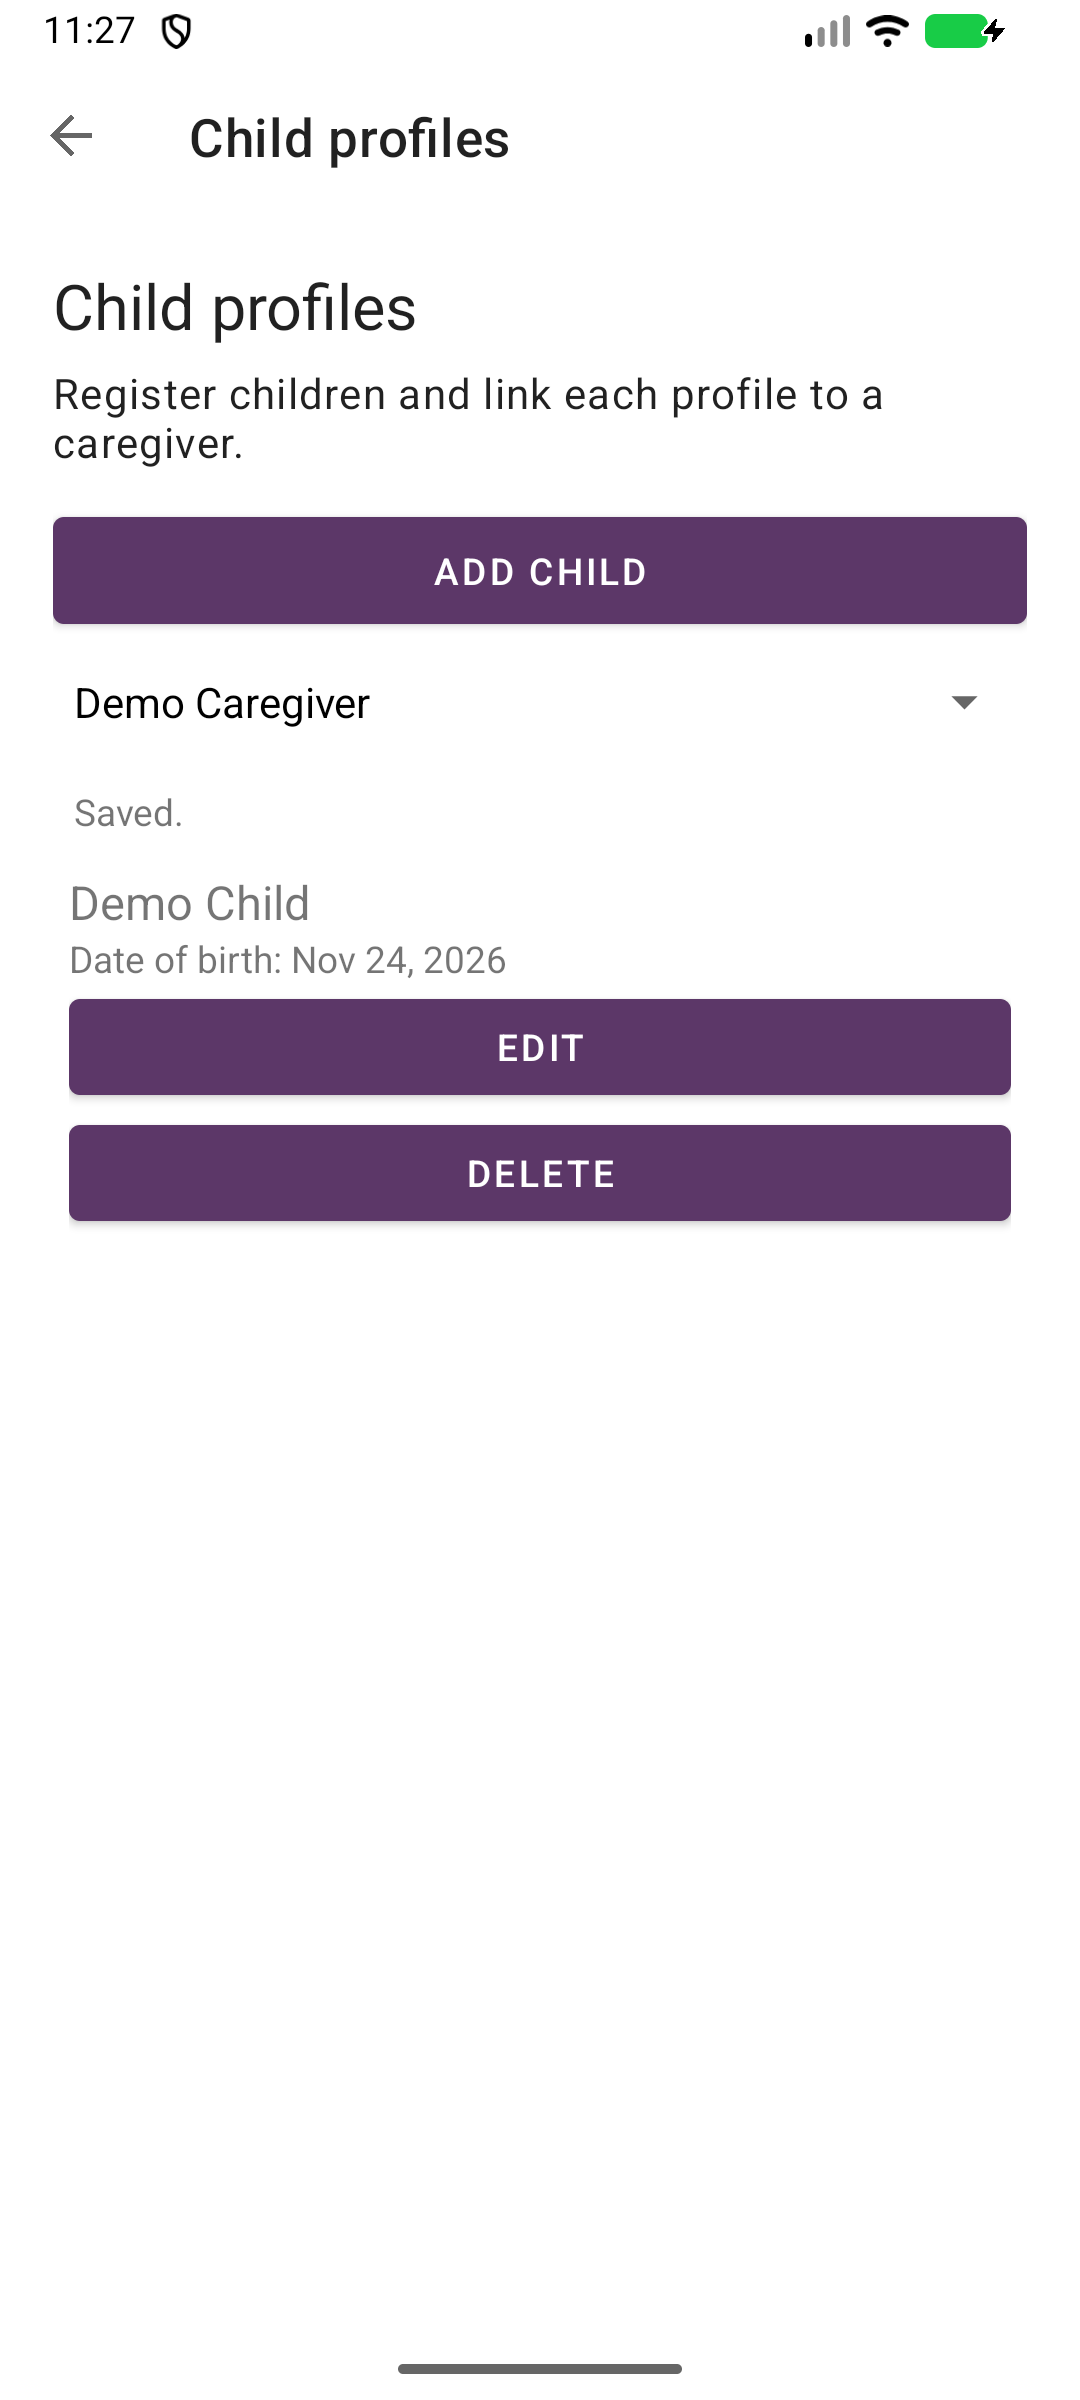 11:27
Child profiles
Child profiles
Register children and link each profile to a
caregiver.
ADD CHILD
Demo Caregiver
Saved.
Demo Child
Date of birth: Nov 24, 2026
EDIT
DELETE